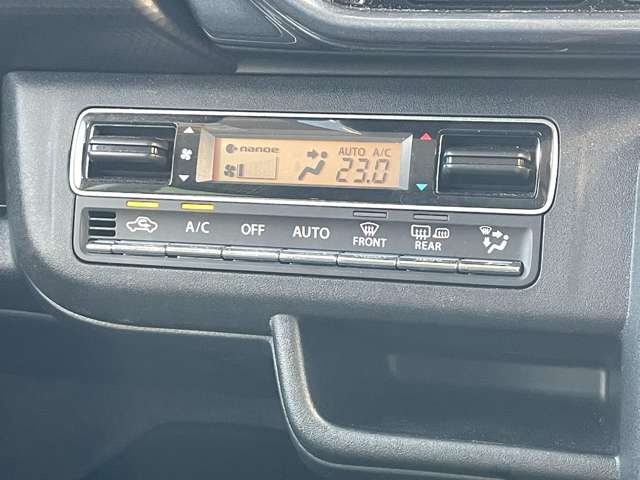 nanoe AUTO A/C
23.0
A/C OFF AUTO FRONT REAR